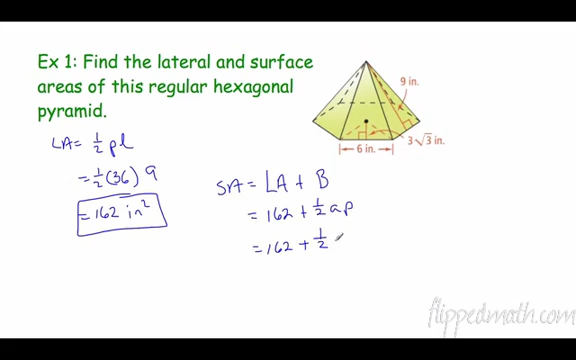 Ex 1: Find the lateral and surface
areas of this regular hexagonal
pyramid.
LA = 1/2 pl
= 1/2 (36) 9
= 162 in²
9 in.
3√3 in.
6 in.
SA = LA + B
= 162 + 1/2 ap
= 162 + 1/2
flippedmath.com